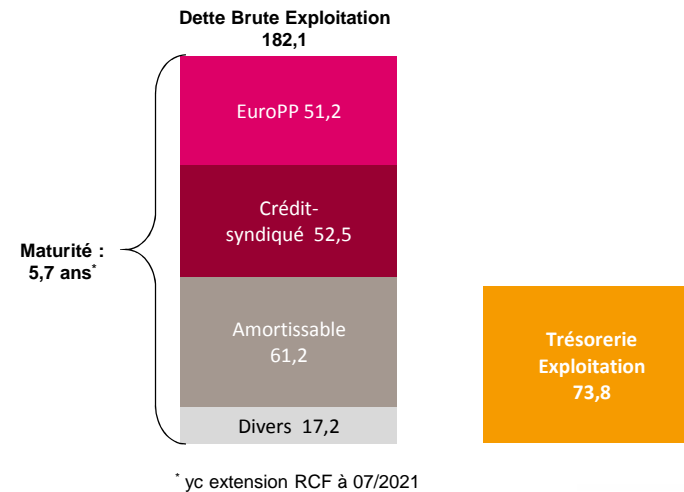 Dette Brute Exploitation
182,1
EuroPP 51,2
Crédit-
syndiqué 52,5
Maturité :
5,7 ans*
Amortissable
61,2
Divers 17,2
Trésorerie
Exploitation
73,8
* yc extension RCF à 07/2021